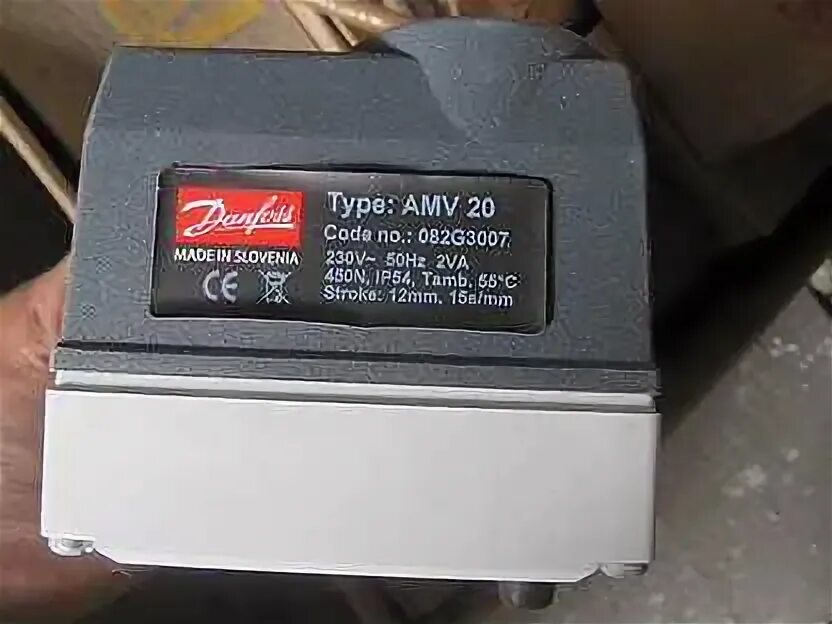 Danfoss
MADE IN SLOVENIA
CE
Type: AMV 20
Code no.: 082G3007
230V~ 50Hz 2VA
450N, IP54, Tamb. 55°C
Stroke: 12mm. 15s/mm